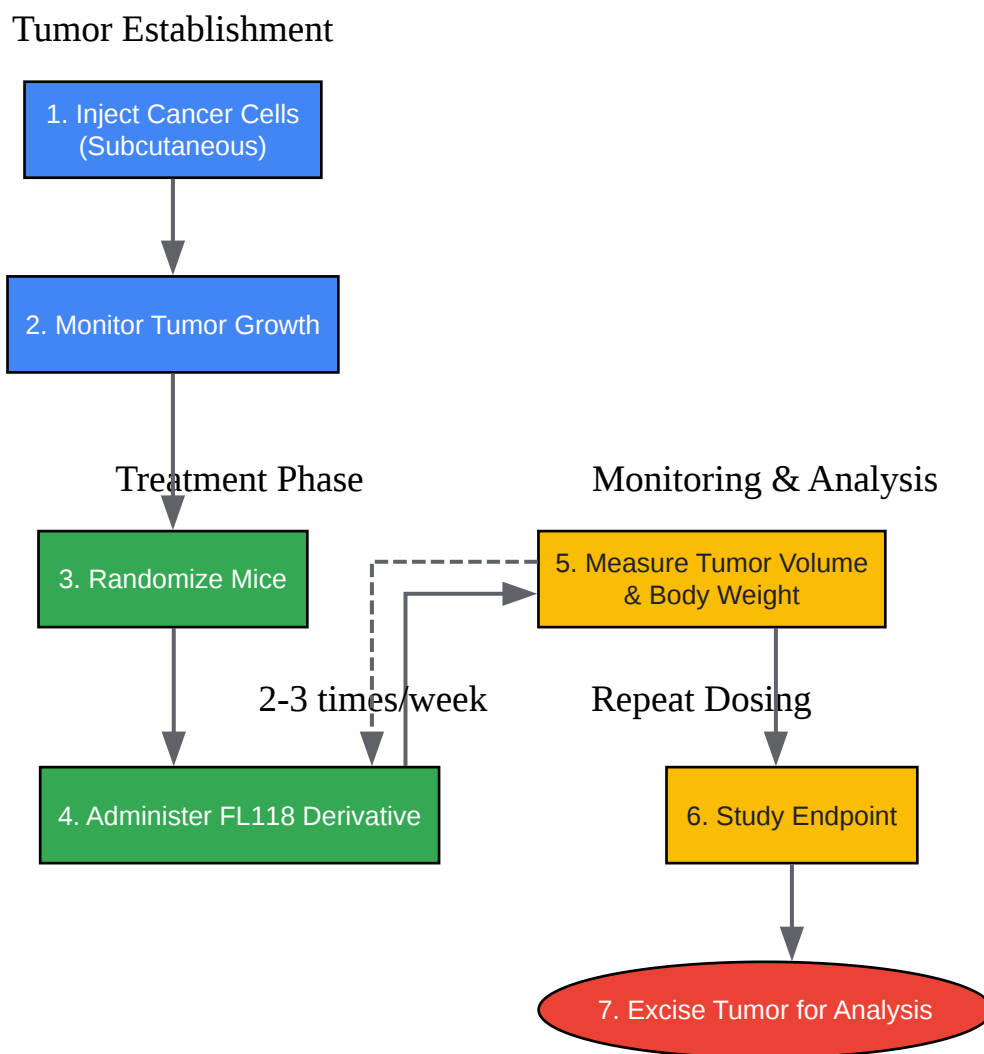 Tumor Establishment
1. Inject Cancer Cells
(Subcutaneous)
2. Monitor Tumor Growth
Treatment Phase
Monitoring & Analysis
3. Randomize Mice
5. Measure Tumor Volume
& Body Weight
2-3 times/week
Repeat Dosing
4. Administer FL118 Derivative
6. Study Endpoint
7. Excise Tumor for Analysis